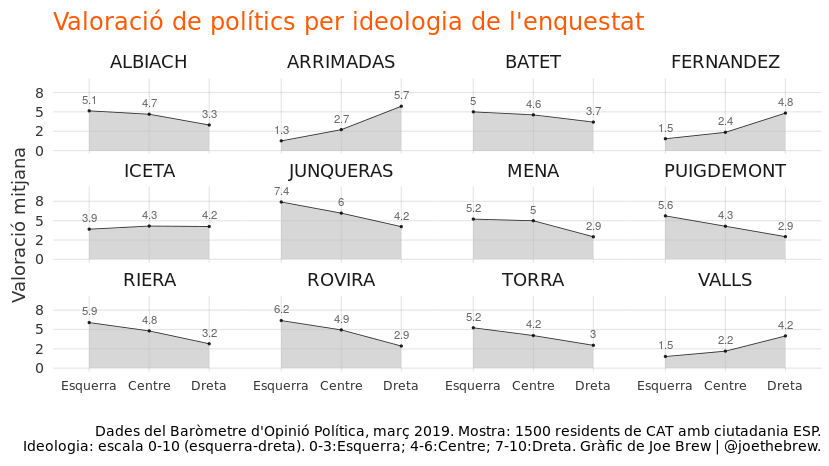 Valoració de polítics per ideologia de l'enquestat
ALBIACH ARRIMADAS BATET FERNANDEZ
8 5 2 0
5.1 4.7 3.3
1.3 2.7 5.7
5 4.6 3.7
1.5 2.4 4.8
ICETA JUNQUERAS MENA PUIGDEMONT
8 5 2 0
3.9 4.3 4.2
7.4 6 4.2
5.2 5 2.9
5.6 4.3 2.9
Valoració mitjana
RIERA ROVIRA TORRA VALLS
8 5 2 0
5.9 4.8 3.2
6.2 4.9 2.9
5.2 4.2 3
1.5 2.2 4.2
Esquerra Centre Dreta Esquerra Centre Dreta Esquerra Centre Dreta Esquerra Centre Dreta
Dades del Baròmetre d'Opinió Política, març 2019. Mostra: 1500 residents de CAT amb ciutadania ESP.
Ideologia: escala 0-10 (esquerra-dreta). 0-3:Esquerra; 4-6:Centre; 7-10:Dreta. Gràfic de Joe Brew | @joethebrew.